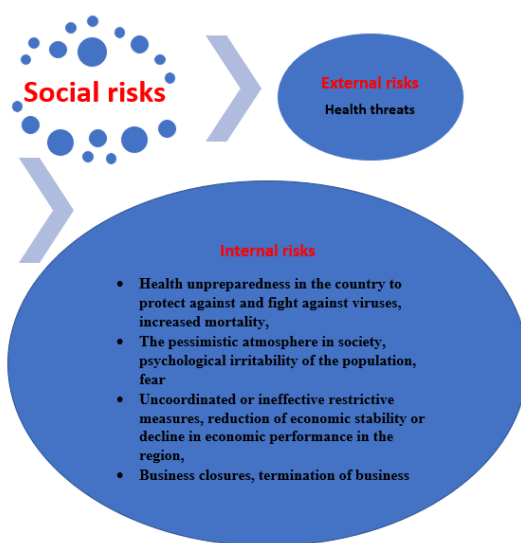 Social risks
External risks
Health threats
Internal risks
• Health unpreparedness in the country to
protect against and fight against viruses,
increased mortality,
• The pessimistic atmosphere in society,
psychological irritability of the population,
fear
• Uncoordinated or ineffective restrictive
measures, reduction of economic stability or
decline in economic performance in the
region,
• Business closures, termination of business